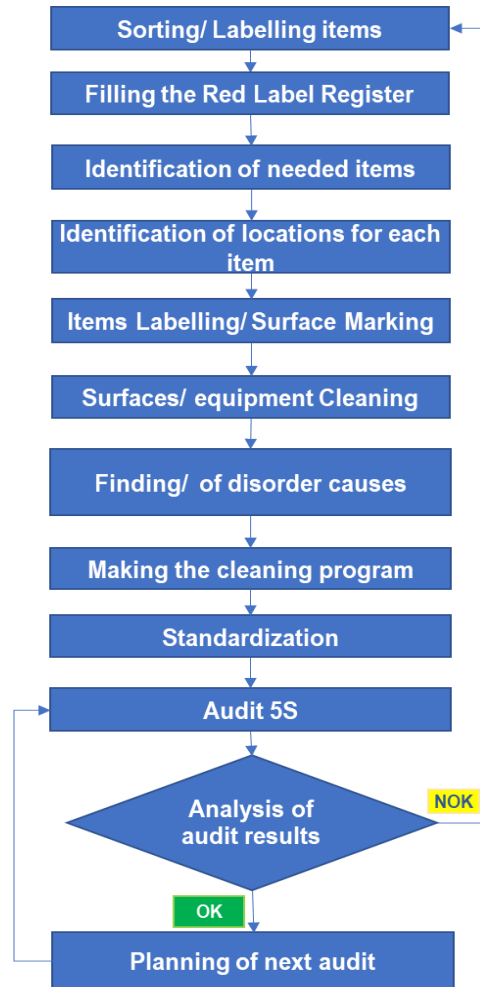 Sorting/ Labelling items
Filling the Red Label Register
Identification of needed items
Identification of locations for each
item
Items Labelling/ Surface Marking
Surfaces/ equipment Cleaning
Finding/ of disorder causes
Making the cleaning program
Standardization
Audit 5S
Analysis of
audit results
NOK
OK
Planning of next audit